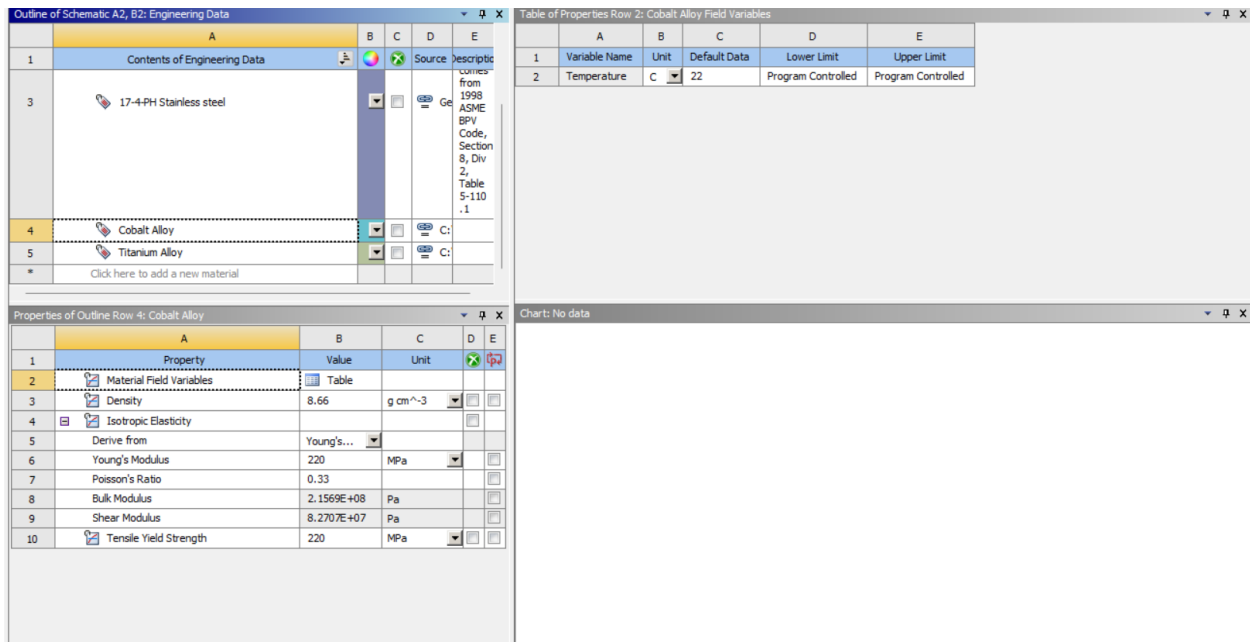 Outline of Schematic A2, B2: Engineering Data
A B C D E
1 Contents of Engineering Data Source Descriptio
3 17-4-PH Stainless steel Ge
comes
from
1998
ASME
BPV
Code,
Section
8, Div
2,
Table
5-110
.1
4 Cobalt Alloy C:
5 Titanium Alloy C:
* Click here to add a new material
Table of Properties Row 2: Cobalt Alloy Field Variables
A B C D E
1 Variable Name Unit Default Data Lower Limit Upper Limit
2 Temperature C 22 Program Controlled Program Controlled
Properties of Outline Row 4: Cobalt Alloy
A B C D E
1 Property Value Unit
2 Material Field Variables Table
3 Density 8.66 g cm^-3
4 Isotropic Elasticity
5 Derive from Young's...
6 Young's Modulus 220 MPa
7 Poisson's Ratio 0.33
8 Bulk Modulus 2.1569E+08 Pa
9 Shear Modulus 8.2707E+07 Pa
10 Tensile Yield Strength 220 MPa
Chart: No data